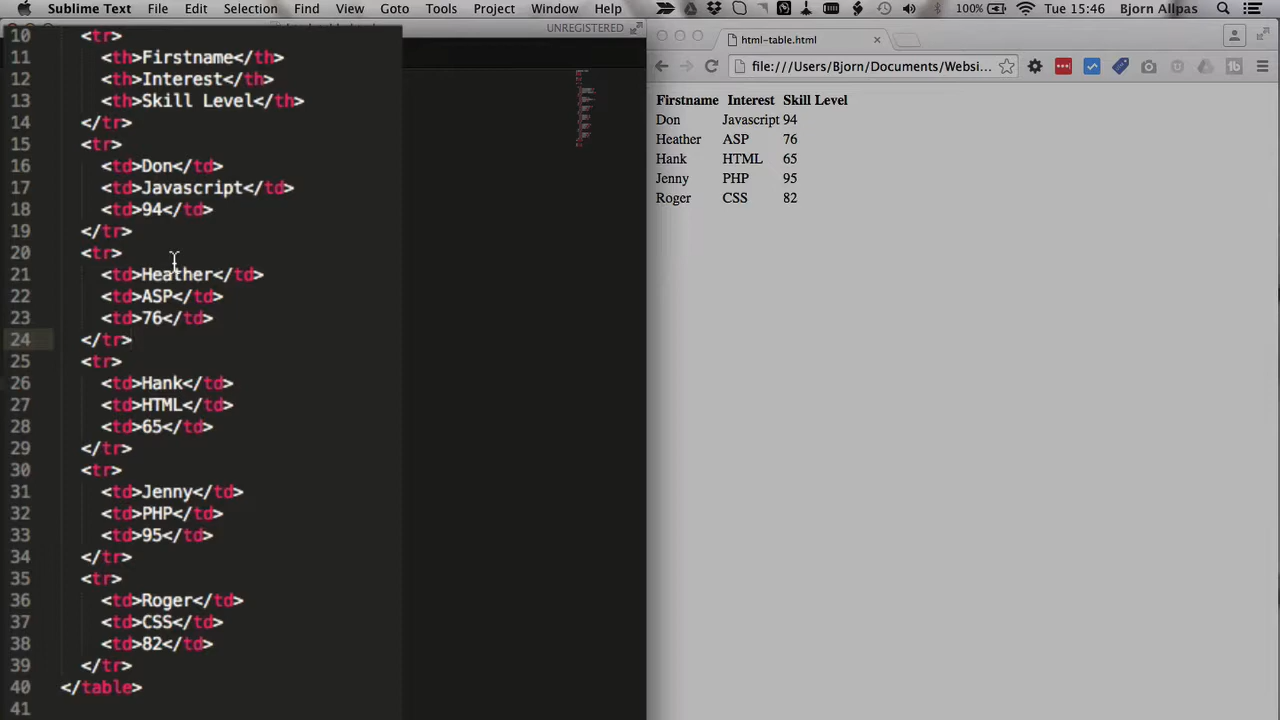 Sublime Text File Edit Selection Find View Goto Tools Project Window Help 100% Tue 15:46 Bjorn Allpas
UNREGISTERED
html-table.html
file:///Users/Bjorn/Documents/Websi...
10 <tr>
11 <th>Firstname</th>
12 <th>Interest</th>
13 <th>Skill Level</th>
14 </tr>
15 <tr>
16 <td>Don</td>
17 <td>Javascript</td>
18 <td>94</td>
19 </tr>
20 <tr>
21 <td>Heather</td>
22 <td>ASP</td>
23 <td>76</td>
24 </tr>
25 <tr>
26 <td>Hank</td>
27 <td>HTML</td>
28 <td>65</td>
29 </tr>
30 <tr>
31 <td>Jenny</td>
32 <td>PHP</td>
33 <td>95</td>
34 </tr>
35 <tr>
36 <td>Roger</td>
37 <td>CSS</td>
38 <td>82</td>
39 </tr>
40 </table>
41
Firstname Interest Skill Level
Don Javascript 94
Heather ASP 76
Hank HTML 65
Jenny PHP 95
Roger CSS 82